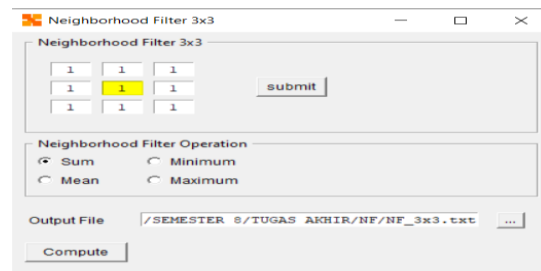 Neighborhood Filter 3x3
Neighborhood Filter 3x3
1 1 1
1 1 1 submit
1 1 1
Neighborhood Filter Operation
Sum Minimum
Mean Maximum
Output File /SEMESTER 8/TUGAS AKHIR/NF/NF_3x3.txt ...
Compute